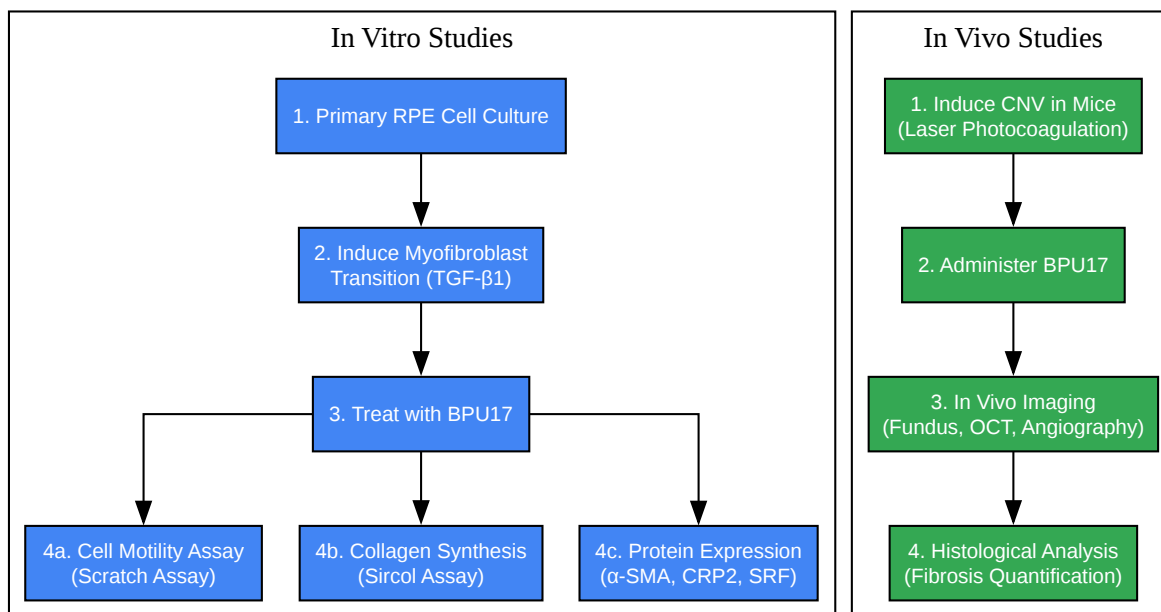 In Vitro Studies
1. Primary RPE Cell Culture
2. Induce Myofibroblast
Transition (TGF-β1)
3. Treat with BPU17
4a. Cell Motility Assay
(Scratch Assay)
4b. Collagen Synthesis
(Sircol Assay)
4c. Protein Expression
(α-SMA, CRP2, SRF)
In Vivo Studies
1. Induce CNV in Mice
(Laser Photocoagulation)
2. Administer BPU17
3. In Vivo Imaging
(Fundus, OCT, Angiography)
4. Histological Analysis
(Fibrosis Quantification)